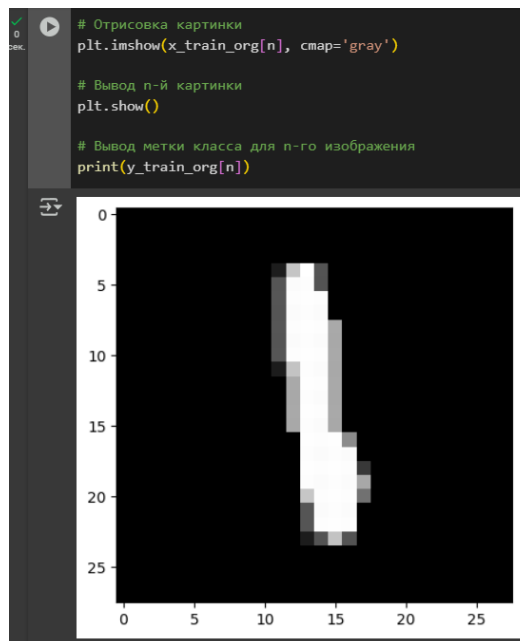 0
сек.
# Отрисовка картинки
plt.imshow(x_train_org[n], cmap='gray')
# Вывод n-й картинки
plt.show()
# Вывод метки класса для n-го изображения
print(y_train_org[n])
0
5
10
15
20
25
0 5 10 15 20 25